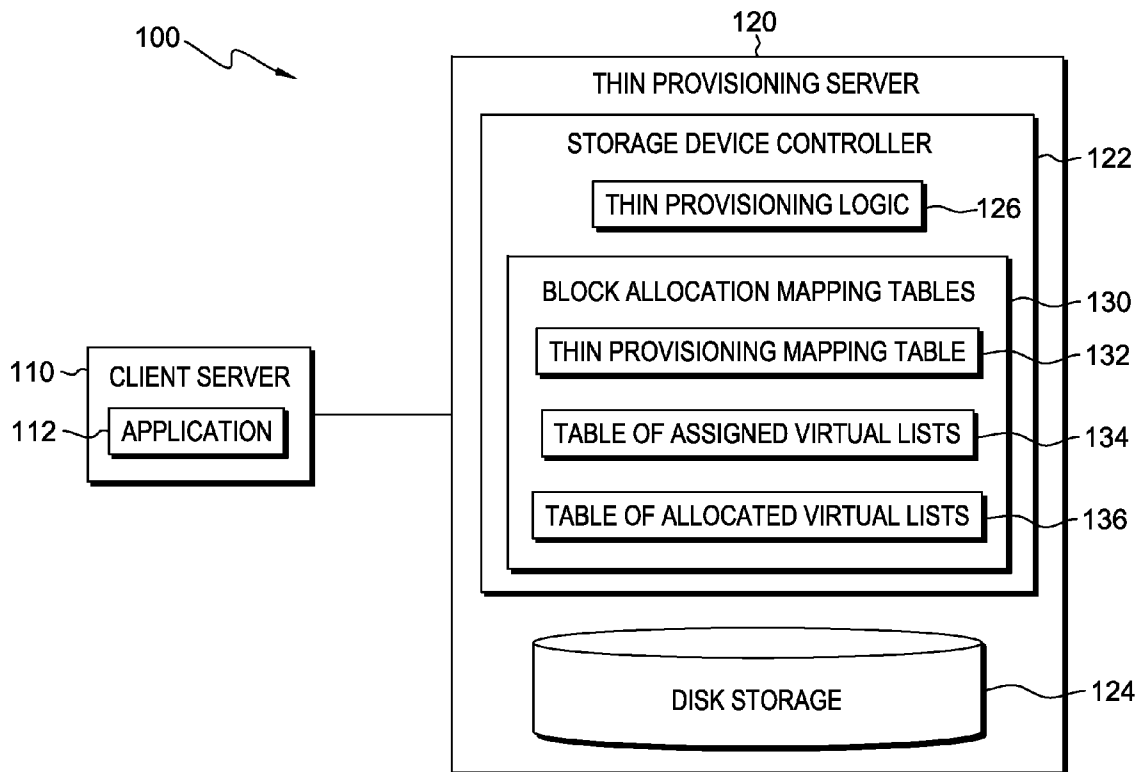 100
120
THIN PROVISIONING SERVER
STORAGE DEVICE CONTROLLER
122
THIN PROVISIONING LOGIC
126
BLOCK ALLOCATION MAPPING TABLES
130
THIN PROVISIONING MAPPING TABLE
132
110
CLIENT SERVER
112
APPLICATION
TABLE OF ASSIGNED VIRTUAL LISTS
134
TABLE OF ALLOCATED VIRTUAL LISTS
136
DISK STORAGE
124